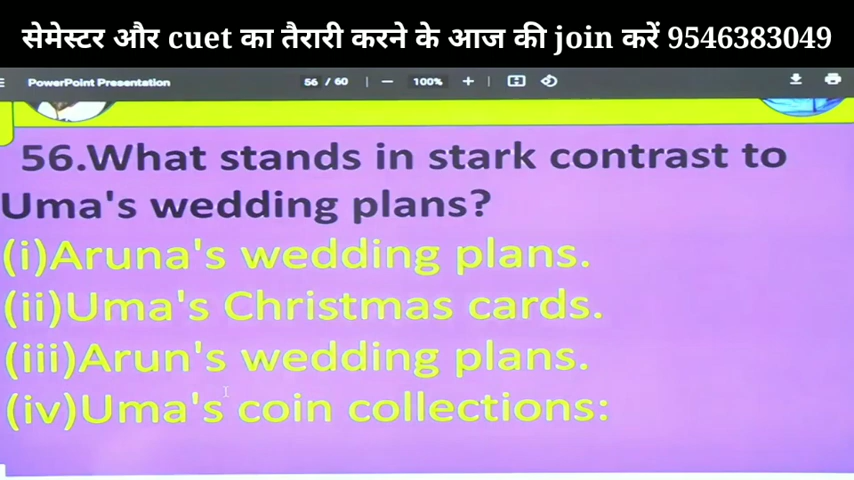 सेमेस्टर और cuet का तैरारी करने के आज की join करें 9546383049
PowerPoint Presentation 56 / 60 | − 100% + |
56.What stands in stark contrast to
Uma's wedding plans?
(i)Aruna's wedding plans.
(ii)Uma's Christmas cards.
(iii)Arun's wedding plans.
(iv)Uma's coin collections: